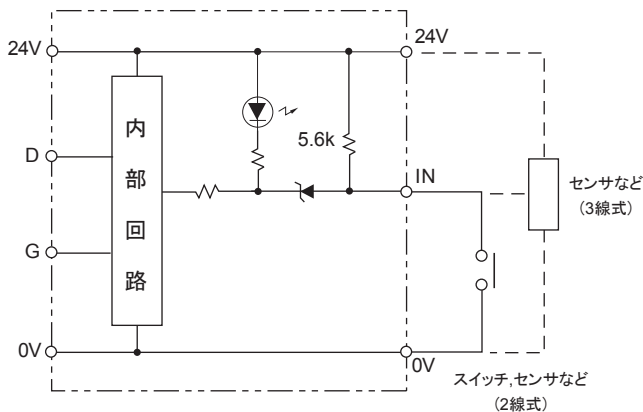 24V
24V
内部回路
5.6k
D
IN
センサなど
(3線式)
G
0V
0V
スイッチ,センサなど
(2線式)